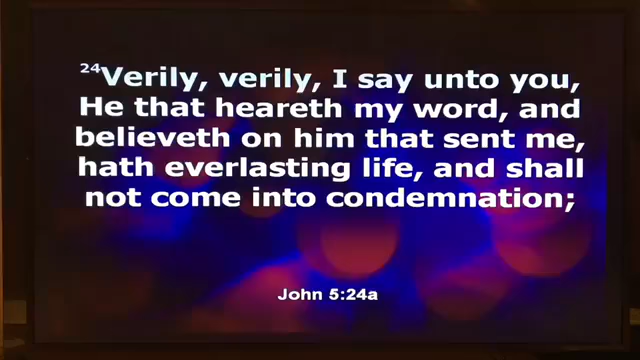 24Verily, verily, I say unto you,
He that heareth my word, and
believeth on him that sent me,
hath everlasting life, and shall
not come into condemnation;
John 5:24a